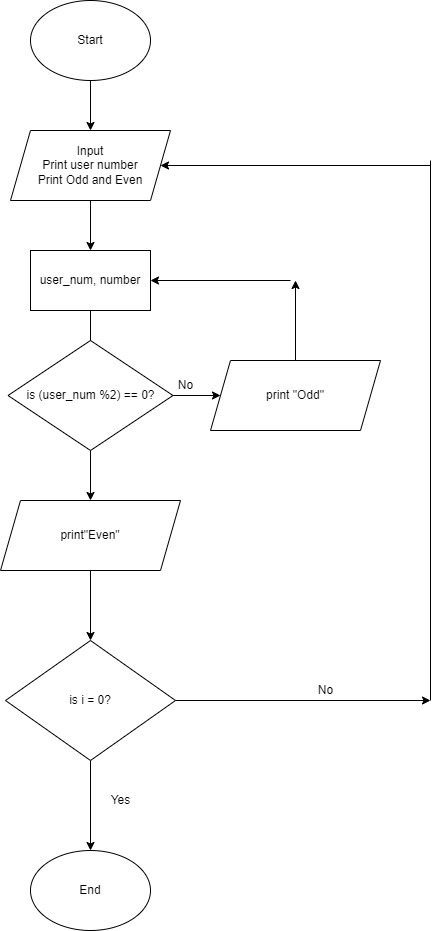 Start
Input
Print user number
Print Odd and Even
user_num, number
is (user_num %2) == 0?
No
print "Odd"
print"Even"
is i = 0?
No
Yes
End